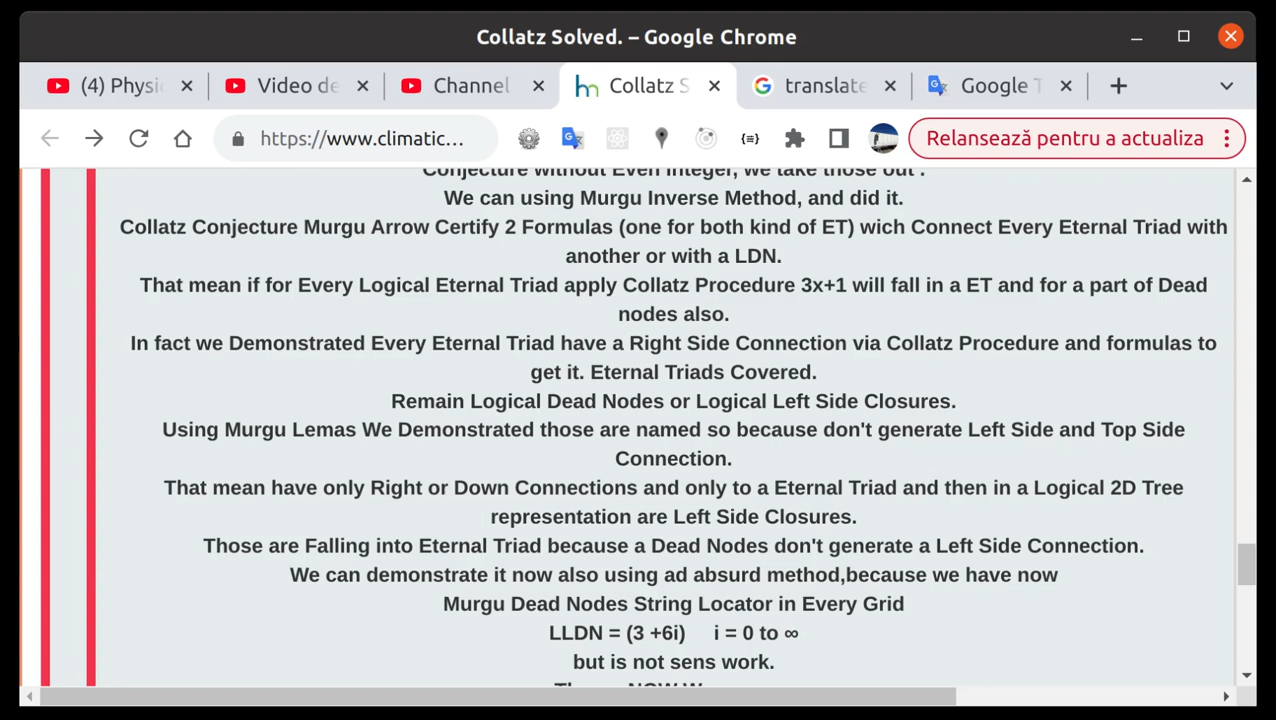 Collatz Solved. – Google Chrome
(4) Physi
Video de
Channel
Collatz S
translate
Google T
https://www.climatic...
Relansează pentru a actualiza
Conjecture without Even Integer, we take those out .
We can using Murgu Inverse Method, and did it.
Collatz Conjecture Murgu Arrow Certify 2 Formulas (one for both kind of ET) wich Connect Every Eternal Triad with
another or with a LDN.
That mean if for Every Logical Eternal Triad apply Collatz Procedure 3x+1 will fall in a ET and for a part of Dead
nodes also.
In fact we Demonstrated Every Eternal Triad have a Right Side Connection via Collatz Procedure and formulas to
get it. Eternal Triads Covered.
Remain Logical Dead Nodes or Logical Left Side Closures.
Using Murgu Lemas We Demonstrated those are named so because don't generate Left Side and Top Side
Connection.
That mean have only Right or Down Connections and only to a Eternal Triad and then in a Logical 2D Tree
representation are Left Side Closures.
Those are Falling into Eternal Triad because a Dead Nodes don't generate a Left Side Connection.
We can demonstrate it now also using ad absurd method,because we have now
Murgu Dead Nodes String Locator in Every Grid
LLDN = (3 +6i) i = 0 to ∞
but is not sens work.